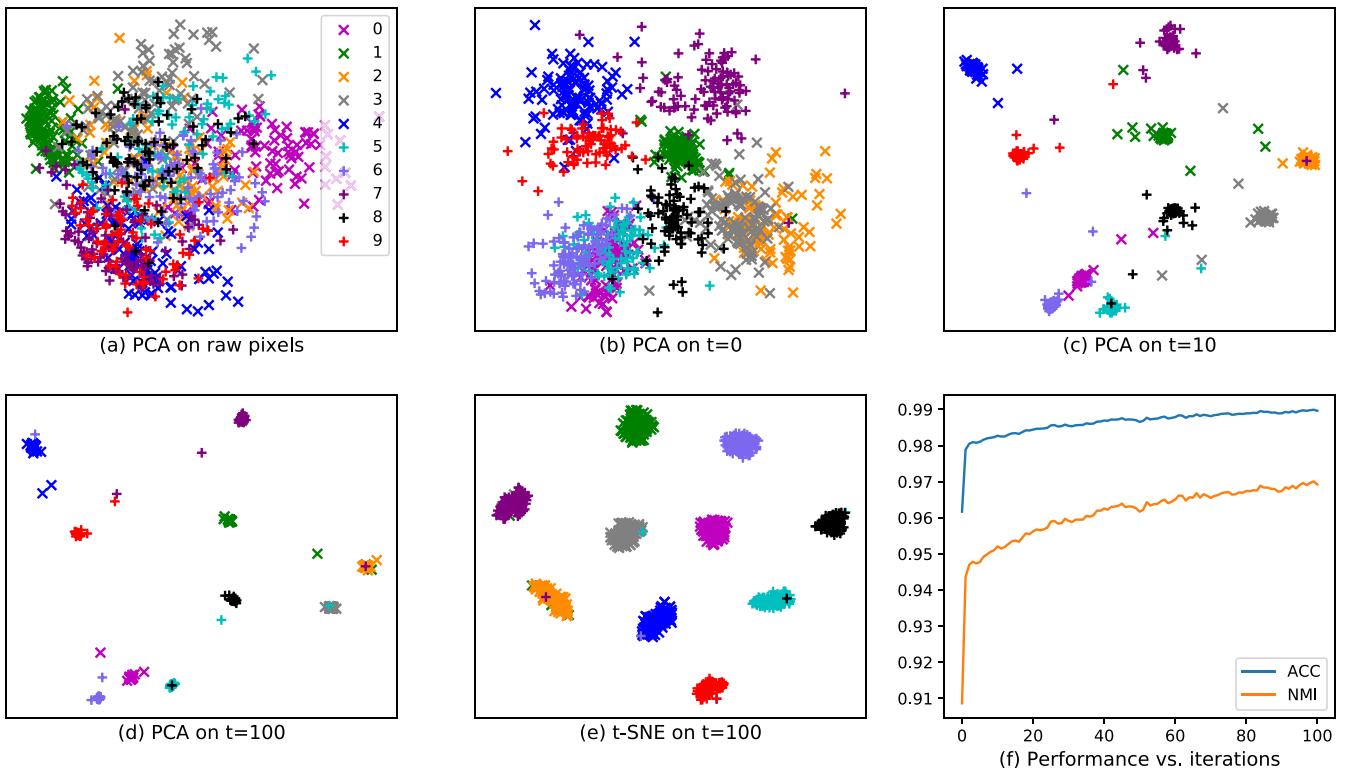 0
1
2
3
4
5
6
7
8
9
(a) PCA on raw pixels
(b) PCA on t=0
(c) PCA on t=10
(d) PCA on t=100
(e) t-SNE on t=100
0.99
0.98
0.97
0.96
0.95
0.94
0.93
0.92
0.91
ACC
NMI
0 20 40 60 80 100
(f) Performance vs. iterations